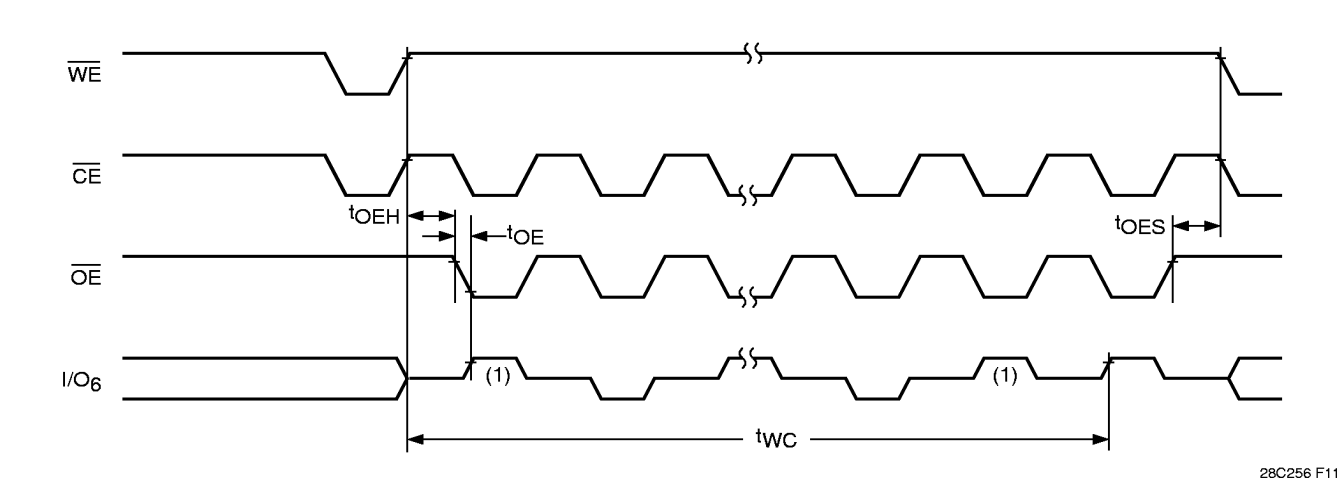 WE
CE
tOEH
tOE
tOES
OE
I/O6
(1)
(1)
tWC
28C256 F11